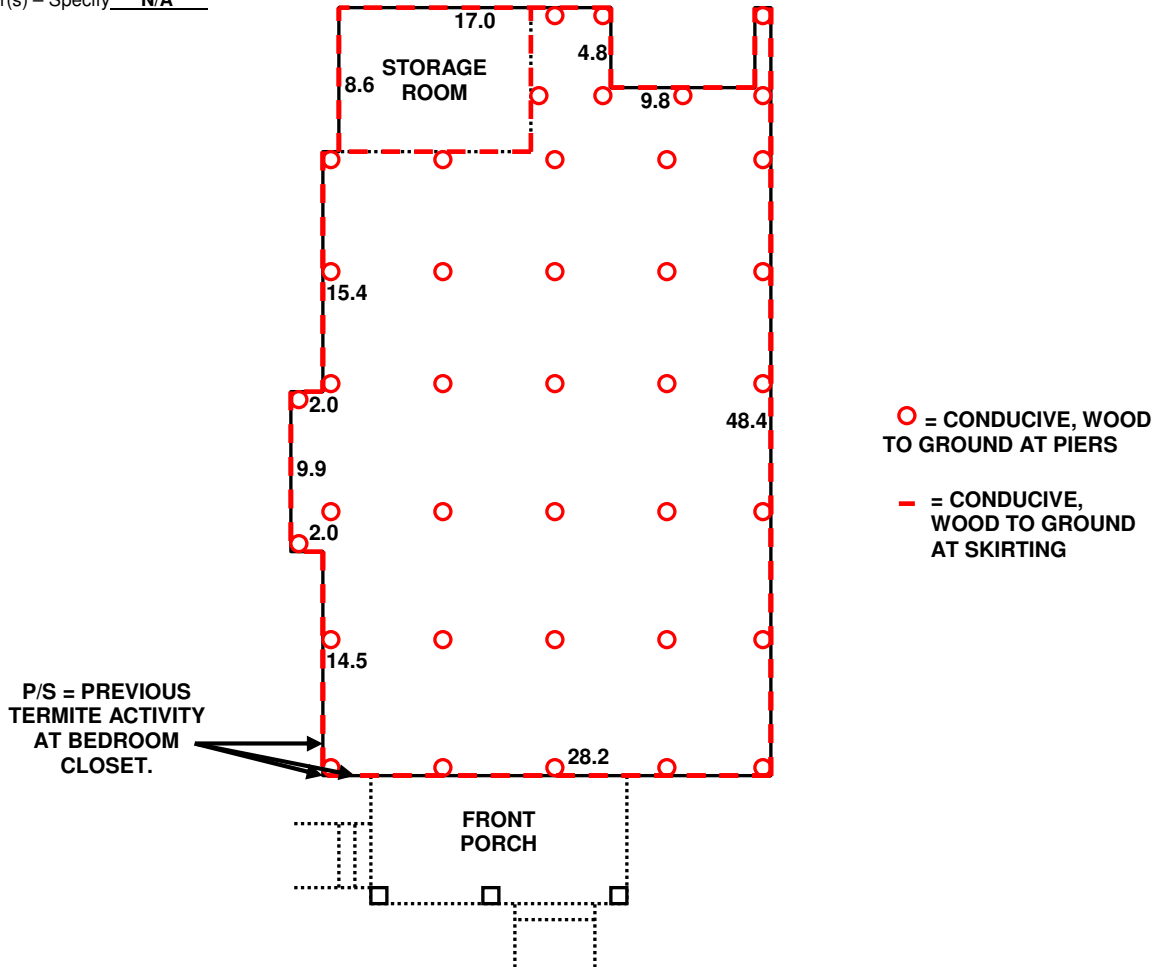 r(s) – Specify N/A
17.0
4.8
STORAGE
ROOM
8.6
9.8
15.4
2.0
48.4
9.9
2.0
14.5
28.2
= CONDUCIVE, WOOD
TO GROUND AT PIERS
= CONDUCIVE,
WOOD TO GROUND
AT SKIRTING
P/S = PREVIOUS
TERMITE ACTIVITY
AT BEDROOM
CLOSET.
FRONT
PORCH